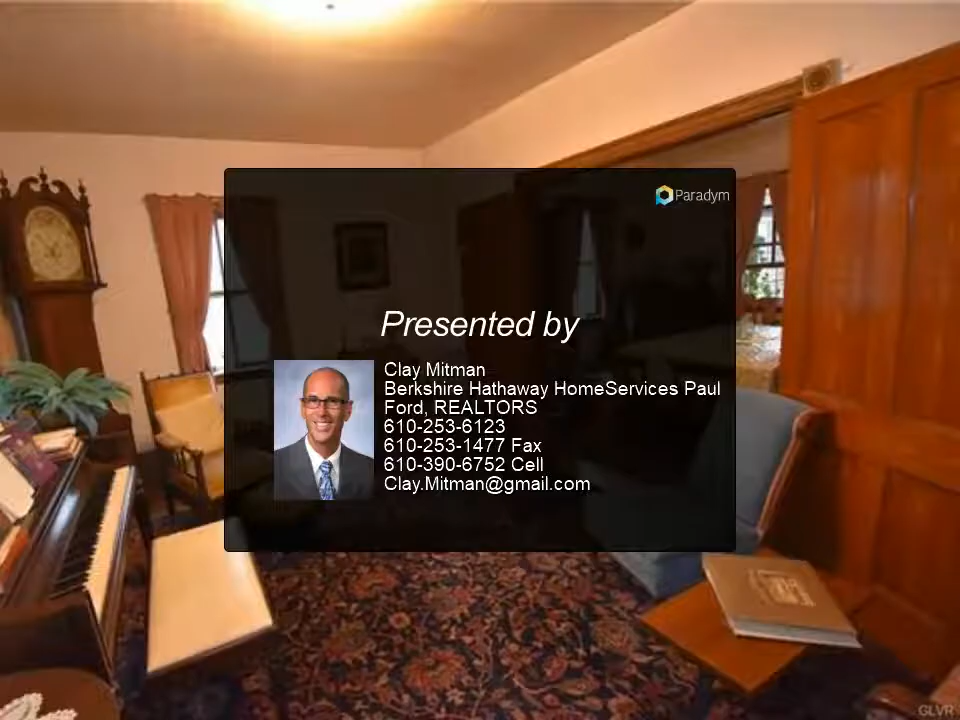 Paradym
Presented by
Clay Mitman
Berkshire Hathaway HomeServices Paul
Ford, REALTORS
610-253-6123
610-253-1477 Fax
610-390-6752 Cell
Clay.Mitman@gmail.com
GLVR